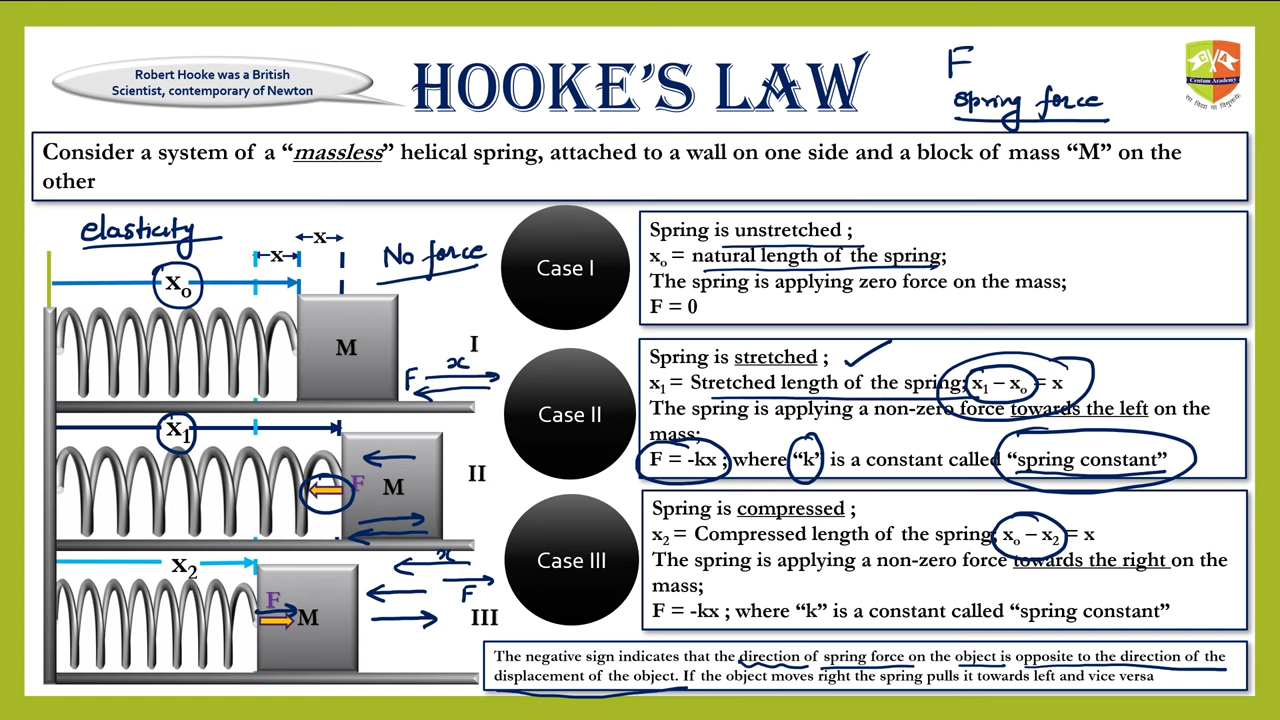 Robert Hooke was a British
Scientist, contemporary of Newton
HOOKE'S LAW
F
spring force
Centum Academy
Consider a system of a “massless” helical spring, attached to a wall on one side and a block of mass “M” on the
other
elasticity
x
x
No force
xo
M
I
F
x
x1
F
M
II
x2
F
M
x
F
III
Case I
Spring is unstretched ;
xo = natural length of the spring;
The spring is applying zero force on the mass;
F = 0
Case II
Spring is stretched ;
x1 = Stretched length of the spring; x1 – xo = x
The spring is applying a non-zero force towards the left on the
mass;
F = -kx ; where “k” is a constant called “spring constant”
Case III
Spring is compressed ;
x2 = Compressed length of the spring; xo – x2 = x
The spring is applying a non-zero force towards the right on the
mass;
F = -kx ; where “k” is a constant called “spring constant”
The negative sign indicates that the direction of spring force on the object is opposite to the direction of the
displacement of the object. If the object moves right the spring pulls it towards left and vice versa